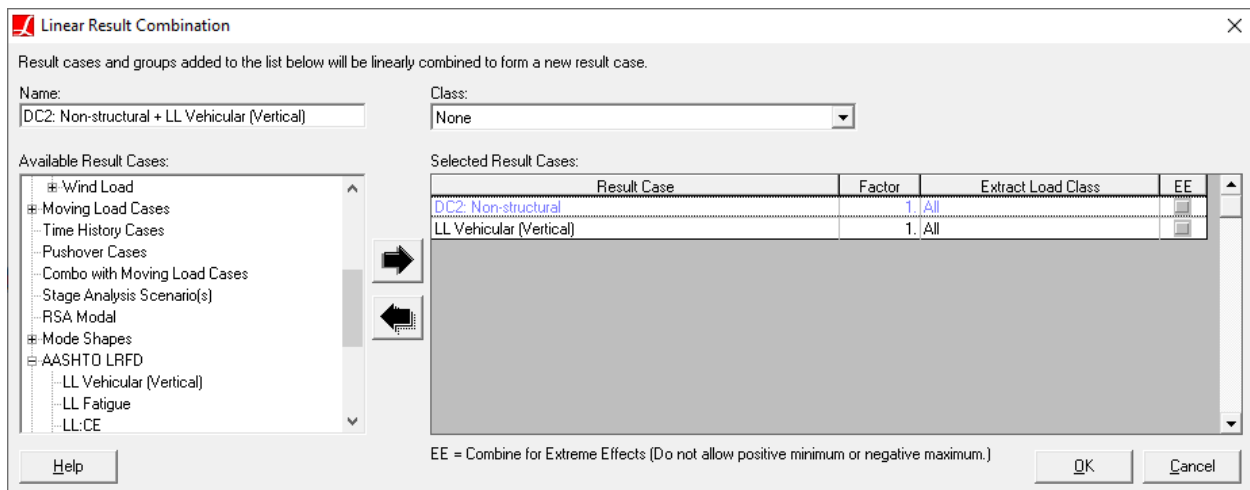 Linear Result Combination
Result cases and groups added to the list below will be linearly combined to form a new result case.
Name:
DC2: Non-structural + LL Vehicular (Vertical)
Class:
None
Available Result Cases:
Wind Load
Moving Load Cases
Time History Cases
Pushover Cases
Combo with Moving Load Cases
Stage Analysis Scenario(s)
RSA Modal
Mode Shapes
AASHTO LRFD
LL Vehicular (Vertical)
LL Fatigue
LL:CE
Selected Result Cases:
Result Case Factor Extract Load Class EE
DC2: Non-structural 1. All
LL Vehicular (Vertical) 1. All
EE = Combine for Extreme Effects (Do not allow positive minimum or negative maximum.)
Help
OK
Cancel